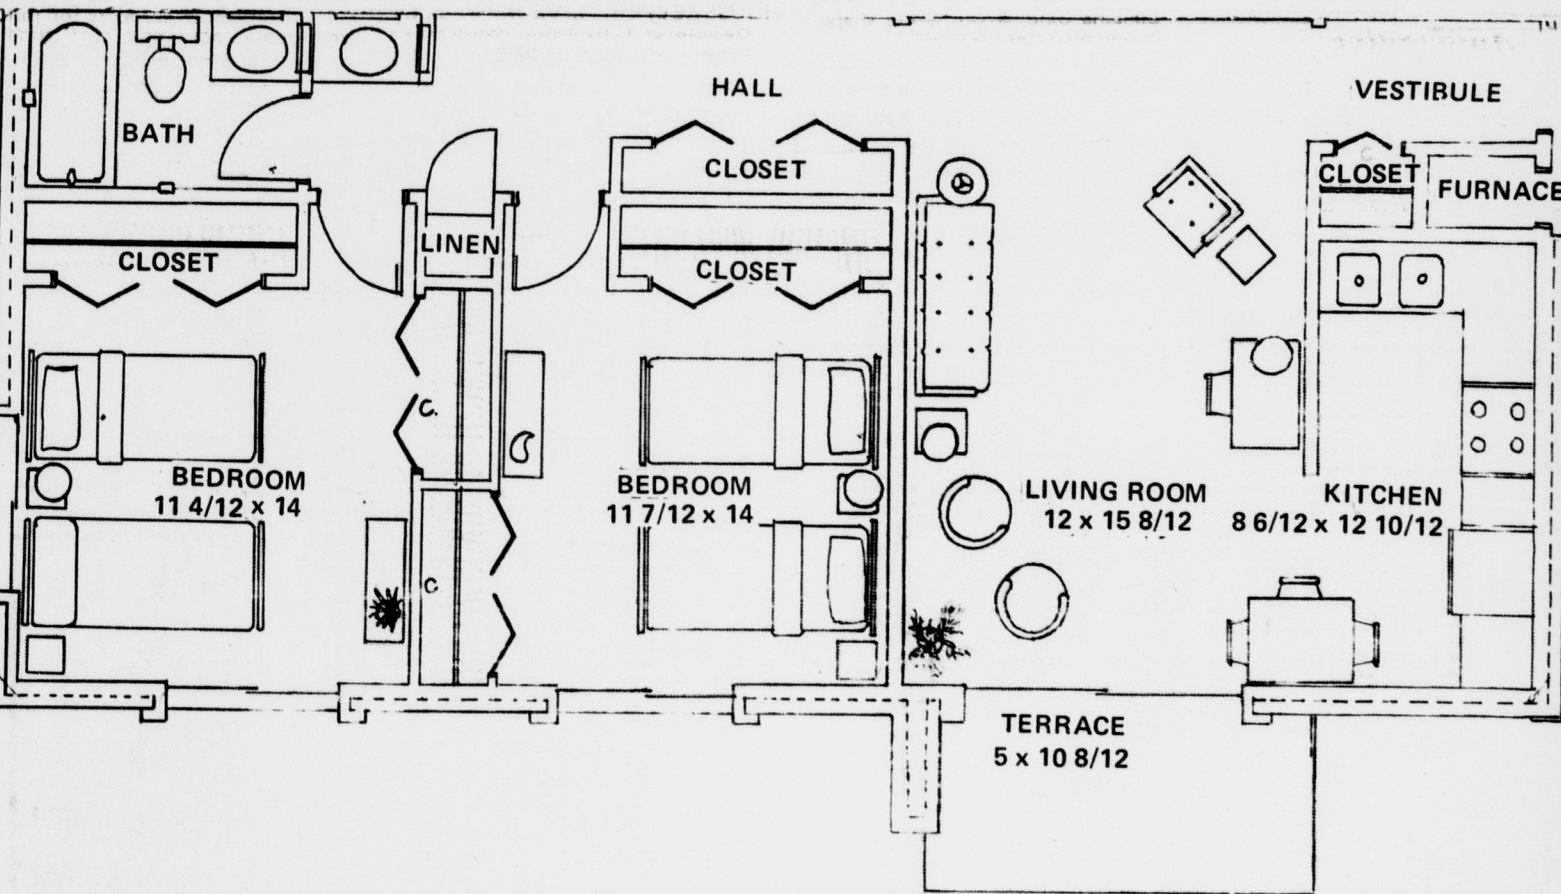 HALL
VESTIBULE
BATH
CLOSET
CLOSET
FURNACE
LINEN
CLOSET
CLOSET
C.
BEDROOM
11 4/12 x 14
BEDROOM
11 7/12 x 14
LIVING ROOM
12 x 15 8/12
KITCHEN
8 6/12 x 12 10/12
C
TERRACE
5 x 10 8/12